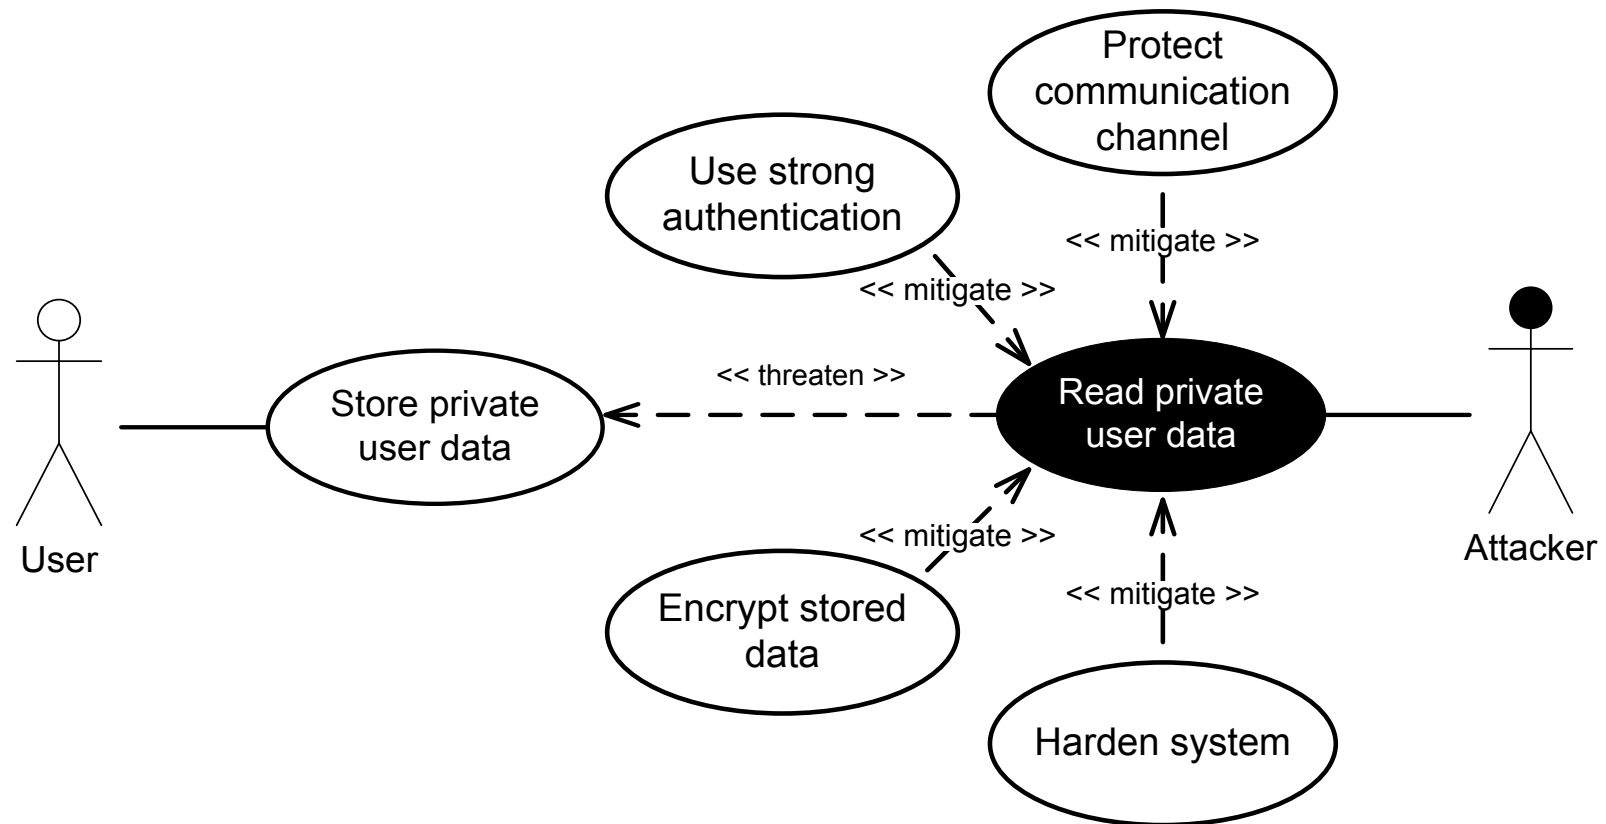 Protect
communication
channel
Use strong
authentication
<< mitigate >>
<< mitigate >>
<< threaten >>
Store private
user data
Read private
user data
User
Attacker
<< mitigate >>
<< mitigate >>
Encrypt stored
data
Harden system